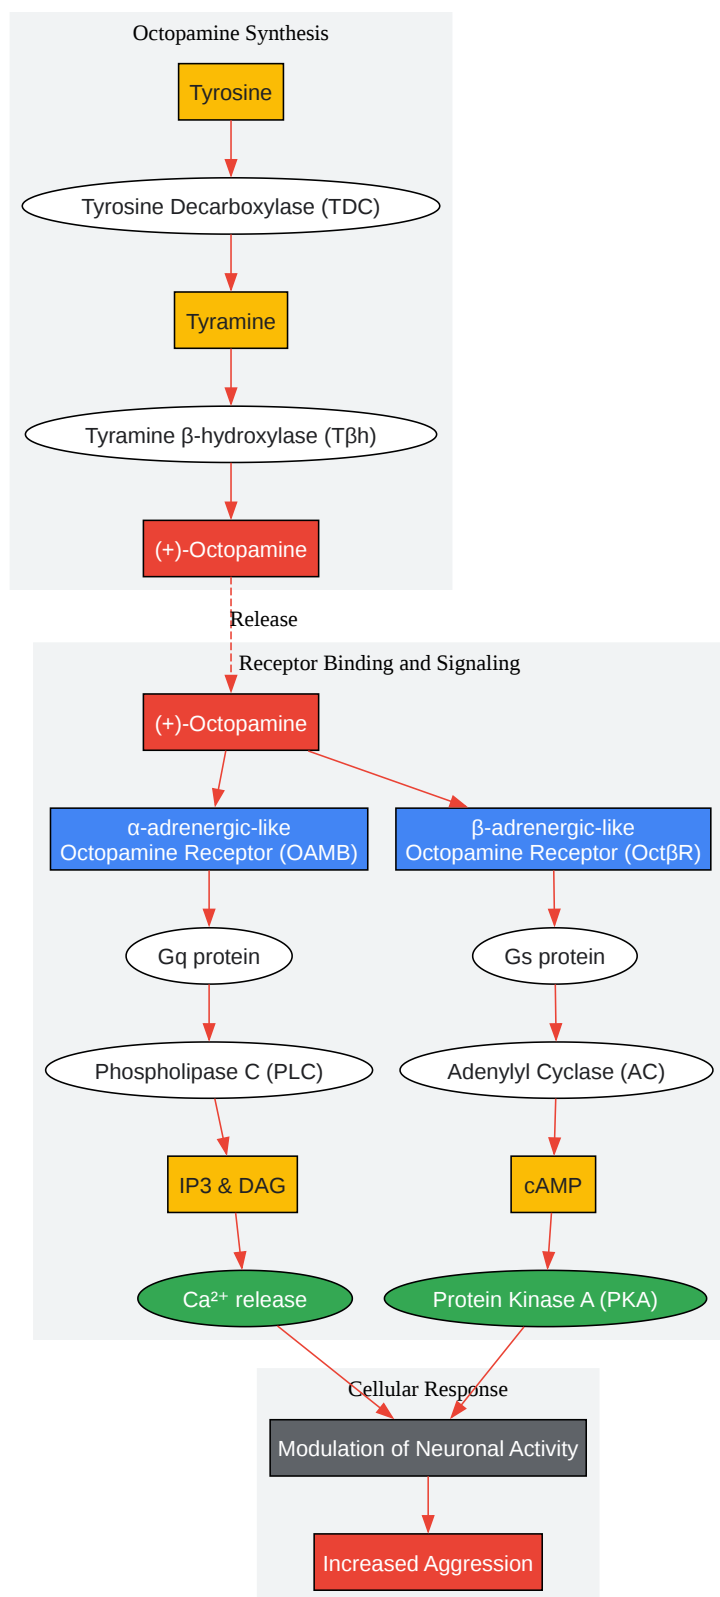 Octopamine Synthesis
Tyrosine
Tyrosine Decarboxylase (TDC)
Tyramine
Tyramine β-hydroxylase (Tβh)
(+)-Octopamine
Release
Receptor Binding and Signaling
(+)-Octopamine
α-adrenergic-like
Octopamine Receptor (OAMB)
β-adrenergic-like
Octopamine Receptor (OctβR)
Gq protein
Gs protein
Phospholipase C (PLC)
Adenylyl Cyclase (AC)
IP3 & DAG
cAMP
Ca²⁺ release
Protein Kinase A (PKA)
Cellular Response
Modulation of Neuronal Activity
Increased Aggression